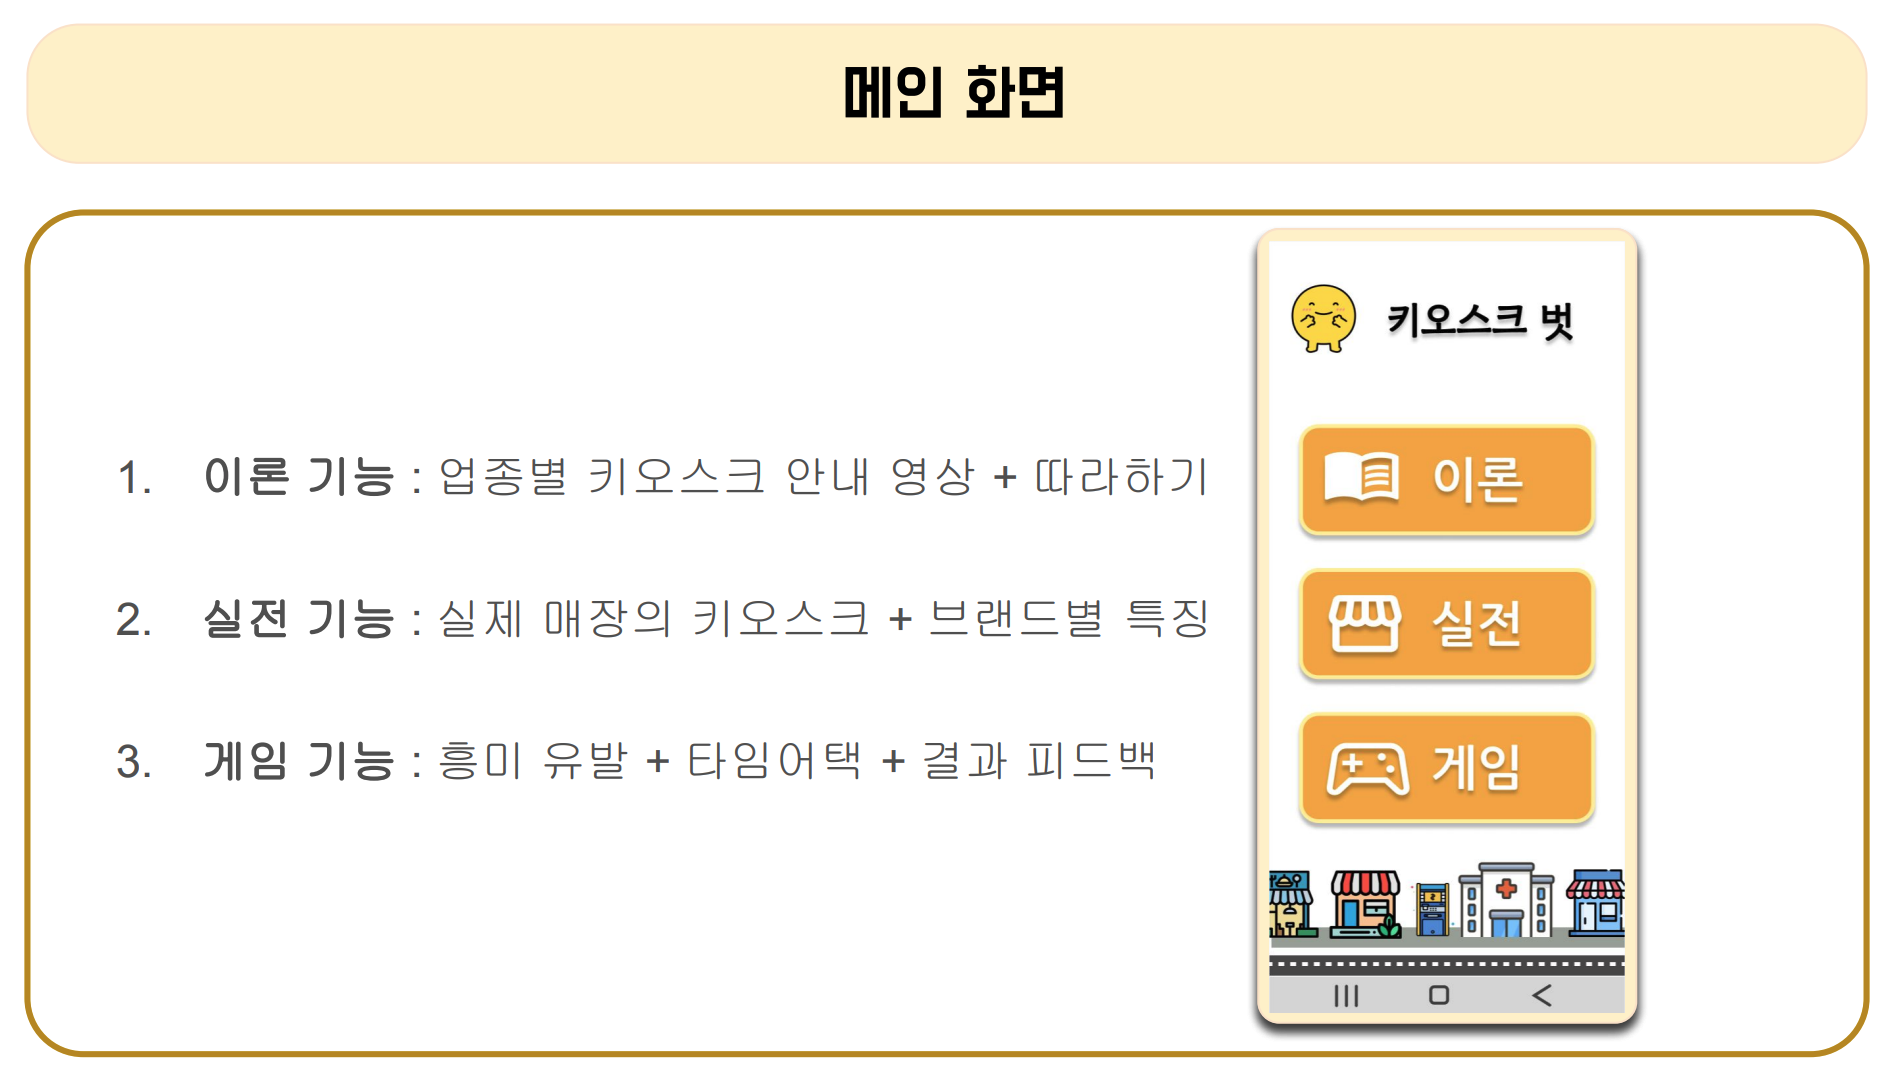 메인 화면
1. 이론 기능 : 업종별 키오스크 안내 영상 + 따라하기
2. 실전 기능 : 실제 매장의 키오스크 + 브랜드별 특징
3. 게임 기능 : 흥미 유발 + 타임어택 + 결과 피드백
키오스크 벗
이론
실전
게임